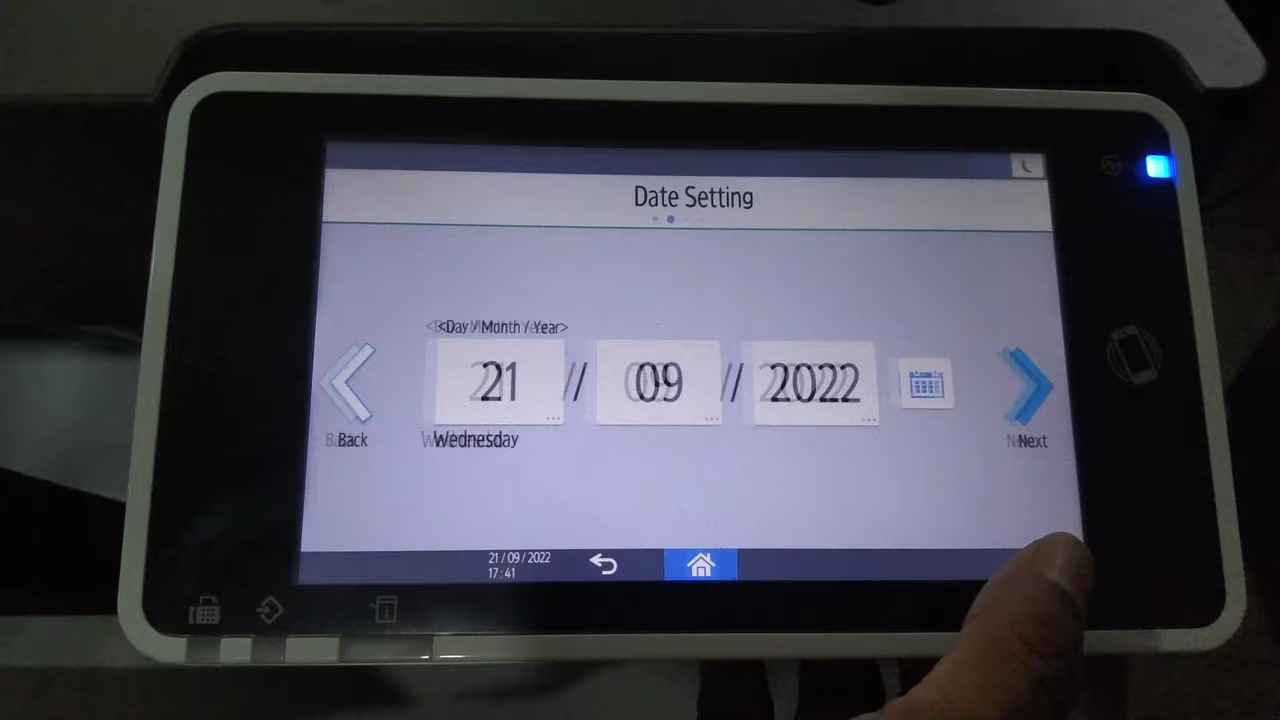 Date Setting
<Day / Month / Year>
21 / 09 / 2022
Back
Wednesday
Next
21 / 09 / 2022
17 : 41